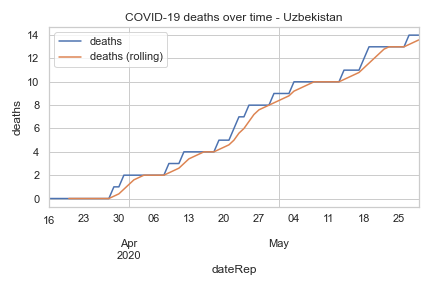 COVID-19 deaths over time - Uzbekistan
deaths
deaths (rolling)
14
12
10
8
6
4
2
0
deaths
16 23 30 06 13 20 27 04 11 18 25
Apr May
2020
dateRep